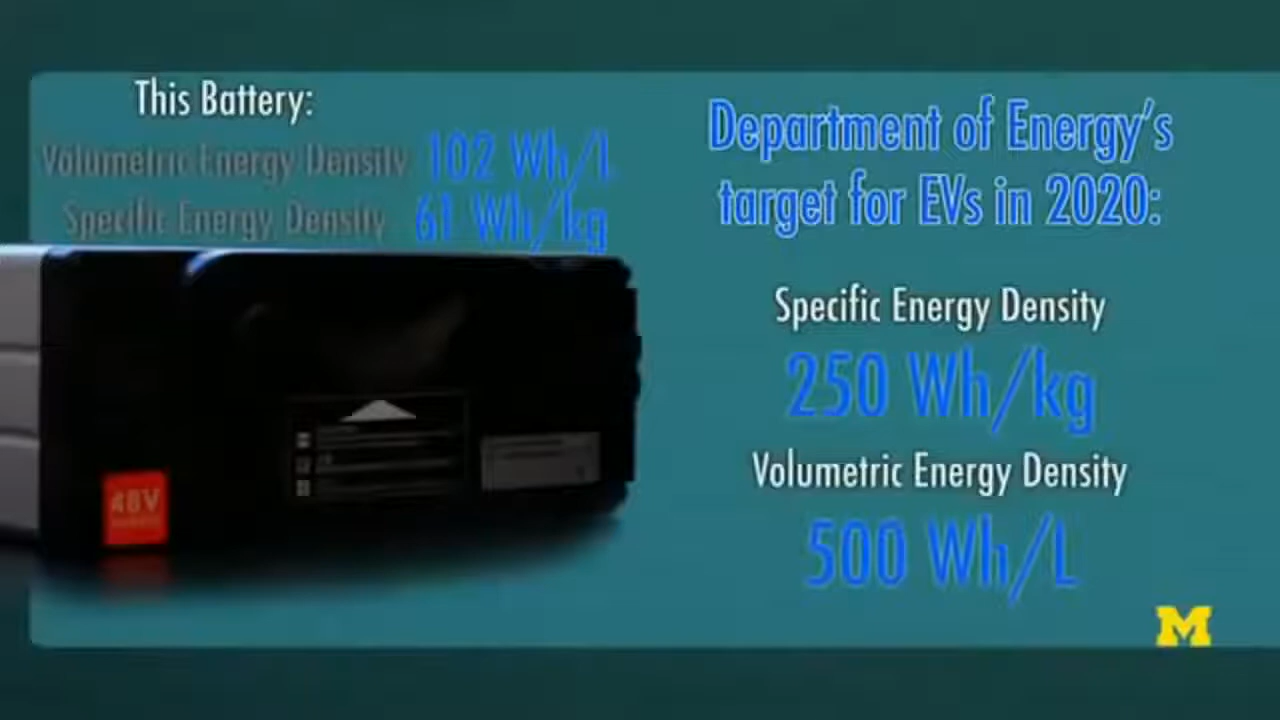 This Battery:
Volumetric Energy Density 102 Wh/L
Specific Energy Density 61 Wh/kg
48V
Department of Energy's
target for EVs in 2020:
Specific Energy Density
250 Wh/kg
Volumetric Energy Density
500 Wh/L
M